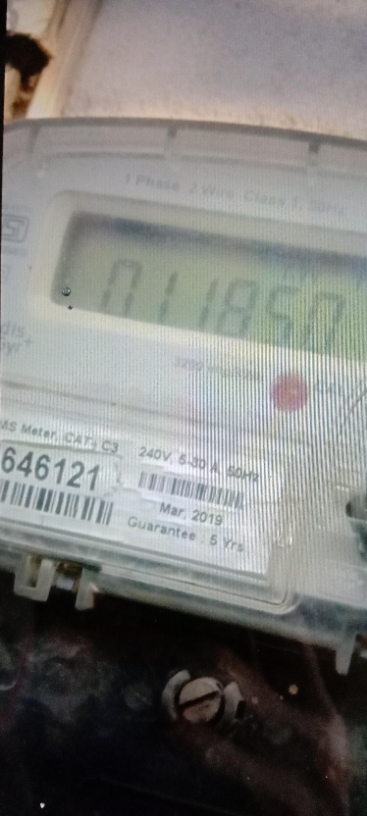 1 Phase 2 Wire Class 1, 50Hz
011850
MS Meter, CAT- C3
646121
240V, 5-30 A, 50Hz
Mar. 2019
Guarantee : 5 Yrs